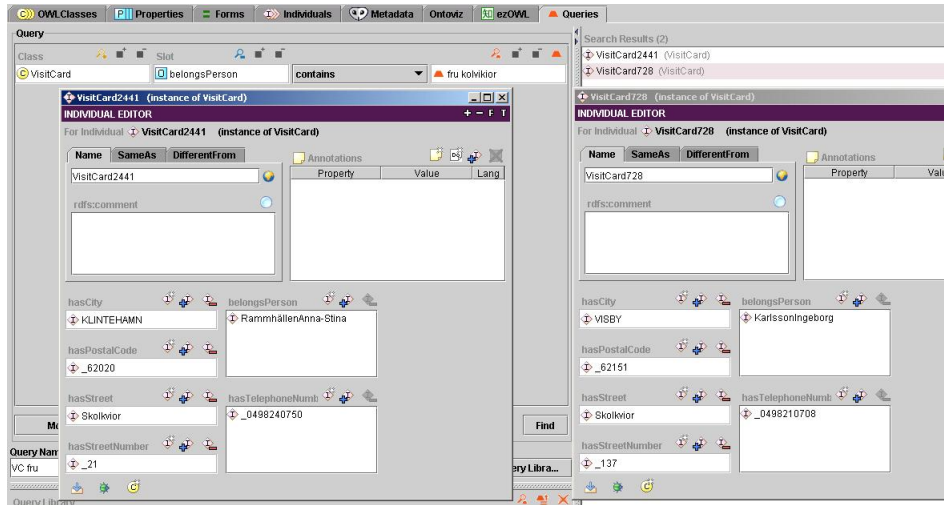 OWLClasses Properties Forms Individuals Metadata Ontoviz ezOWL Queries
Query
Search Results (2)
Class Slot
VisitCard2441 (VisitCard)
VisitCard728 (VisitCard)
VisitCard belongsPerson contains fru kolvikior
VisitCard2441 (instance of VisitCard)
INDIVIDUAL EDITOR + − F T
For Individual VisitCard2441 (instance of VisitCard)
Name SameAs DifferentFrom
Annotations
Property Value Lang
VisitCard2441
rdfs:comment
hasCity
KLINTEHAMN
belongsPerson
RammhällenAnna-Stina
hasPostalCode
_62020
hasStreet
Skolkvior
hasTelephoneNumb
_0498240750
hasStreetNumber
_21
VisitCard728 (instance of VisitCard)
INDIVIDUAL EDITOR
For Individual VisitCard728 (instance of VisitCard)
Name SameAs DifferentFrom
Annotations
Property Valu
VisitCard728
rdfs:comment
hasCity
VISBY
belongsPerson
KarlssonIngeborg
hasPostalCode
_62151
hasStreet
Skolkvior
hasTelephoneNumb
_0498210708
hasStreetNumber
_137
Mo
Find
Query Nam
VC fru
ery Libra...
Query Library